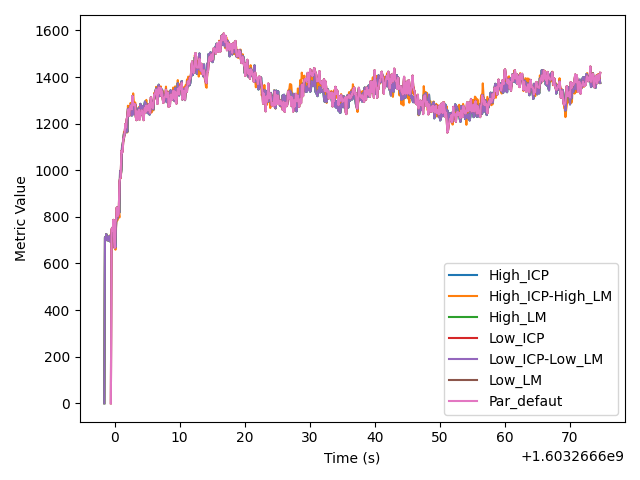 1600
1400
1200
1000
800
600
400
200
0
Metric Value
High_ICP
High_ICP-High_LM
High_LM
Low_ICP
Low_ICP-Low_LM
Low_LM
Par_defaut
0 10 20 30 40 50 60 70
Time (s)
+1.6032666e9